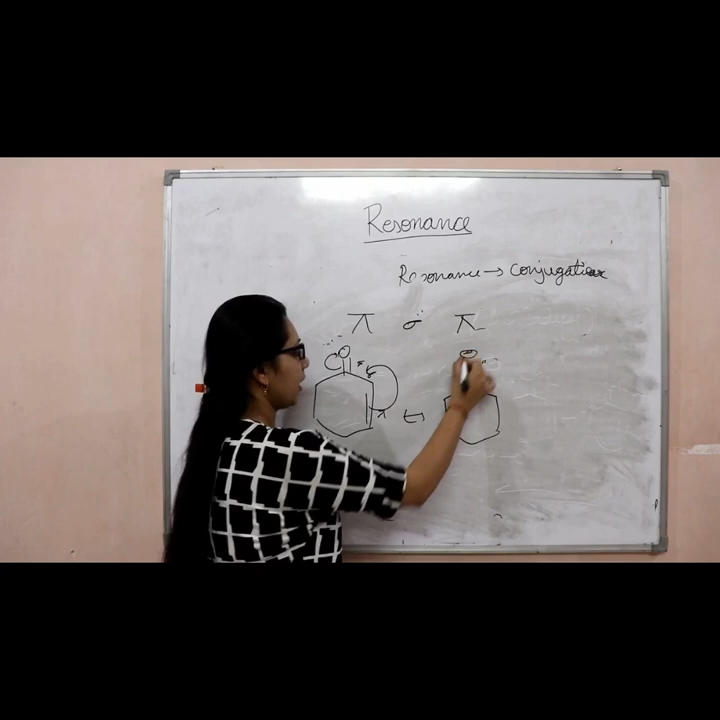 Resonance
Resonance → Conjugation
π σ π
O O
π σ
π ↔